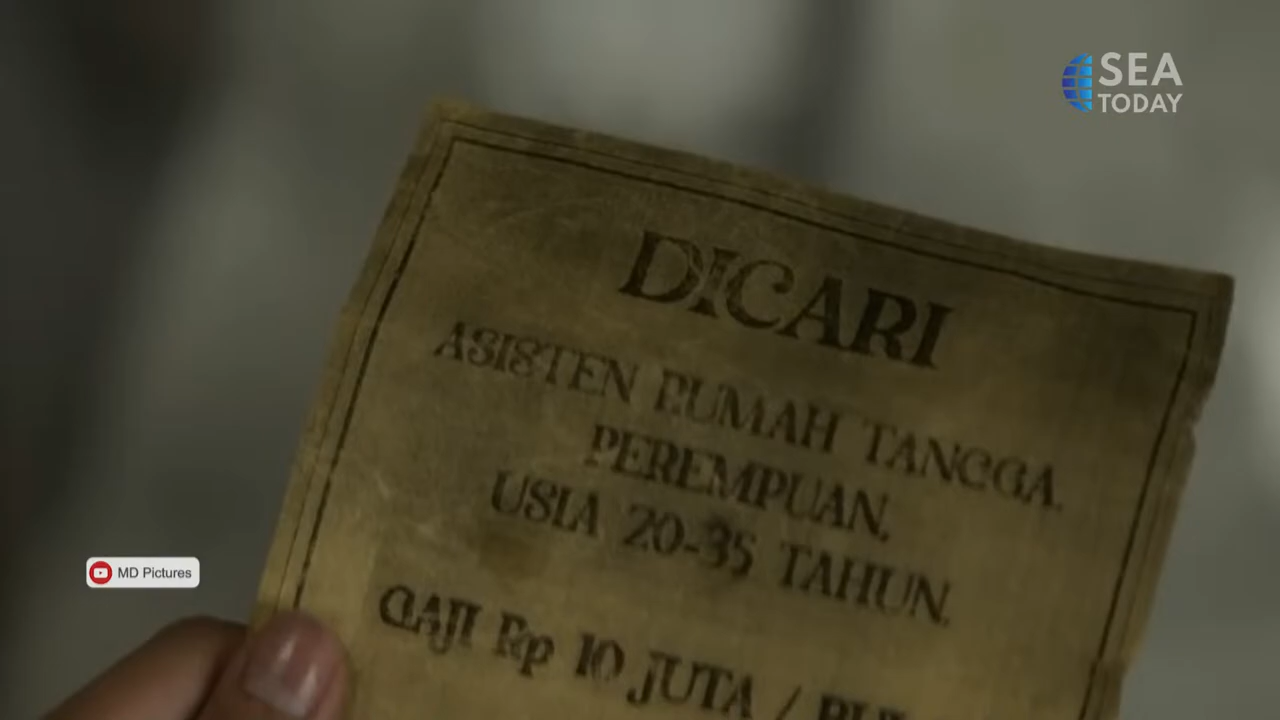 SEA
TODAY
DICARI
ASISTEN RUMAH TANGGA.
PEREMPUAN,
USIA 20-35 TAHUN.
GAJI Rp 10 JUTA /
MD Pictures